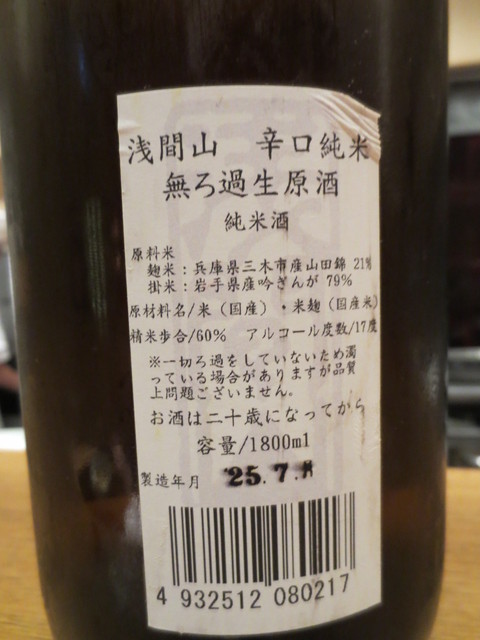 浅間山　辛口純米
無ろ過生原酒
純米酒
原料米
麹米：兵庫県三木市産山田錦 21%
掛米：岩手県産吟ぎんが 79%
原材料名/米（国産）・米麹（国産米）
精米歩合/60%　アルコール度数/17度
※一切ろ過をしていないため濁
っている場合がありますが品質
上問題ございません。
お酒は二十歳になってから
容量/1800ml
製造年月　25.7.
4 932512 080217